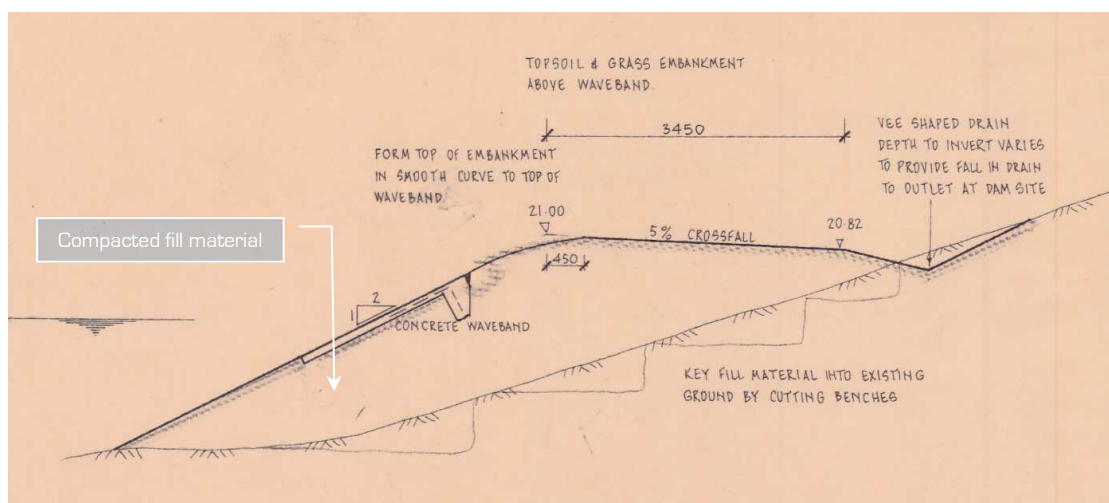 TOPSOIL & GRASS EMBANKMENT
ABOVE WAVEBAND.
3450
VEE SHAPED DRAIN
DEPTH TO INVERT VARIES
TO PROVIDE FALL IN DRAIN
TO OUTLET AT DAM SITE
FORM TOP OF EMBANKMENT
IN SMOOTH CURVE TO TOP OF
WAVEBAND
Compacted fill material
21.00
5% CROSSFALL
20.82
450
2
1
CONCRETE WAVEBAND
KEY FILL MATERIAL INTO EXISTING
GROUND BY CUTTING BENCHES